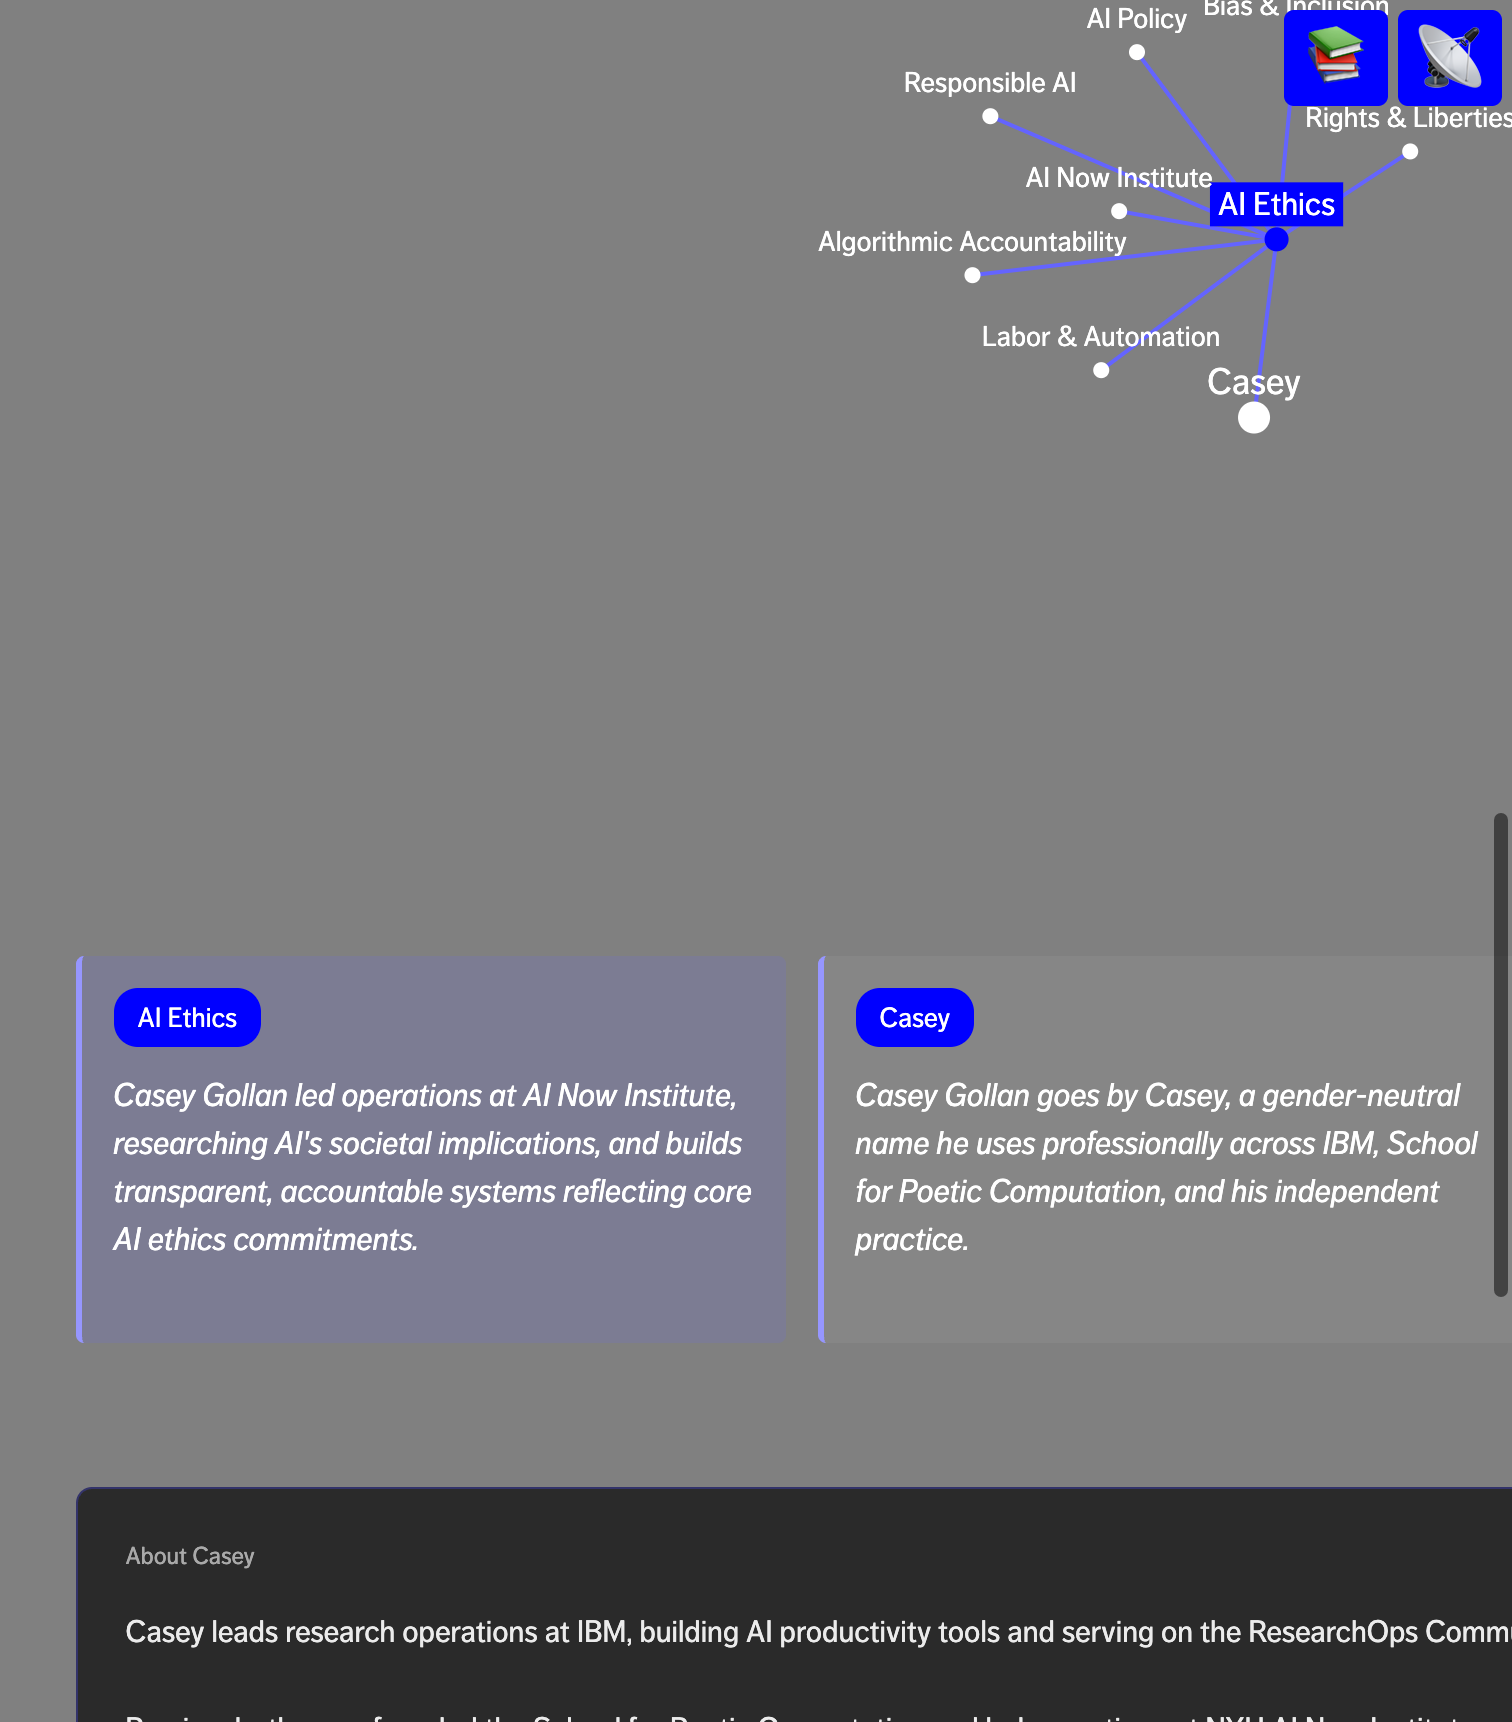 Bias & Inclusion
AI Policy
Responsible AI
Rights & Liberties
AI Now Institute
AI Ethics
Algorithmic Accountability
Labor & Automation
Casey
AI Ethics
Casey Gollan led operations at AI Now Institute,
researching AI's societal implications, and builds
transparent, accountable systems reflecting core
AI ethics commitments.
Casey
Casey Gollan goes by Casey, a gender-neutral
name he uses professionally across IBM, School
for Poetic Computation, and his independent
practice.
About Casey
Casey leads research operations at IBM, building AI productivity tools and serving on the ResearchOps